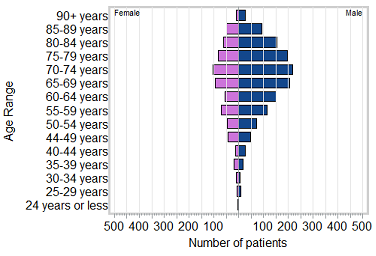 Female Male
90+ years
85-89 years
80-84 years
75-79 years
70-74 years
65-69 years
60-64 years
55-59 years
50-54 years
44-49 years
40-44 years
35-39 years
30-34 years
25-29 years
24 years or less
Age Range
500 400 300 200 100 100 200 300 400 500
Number of patients